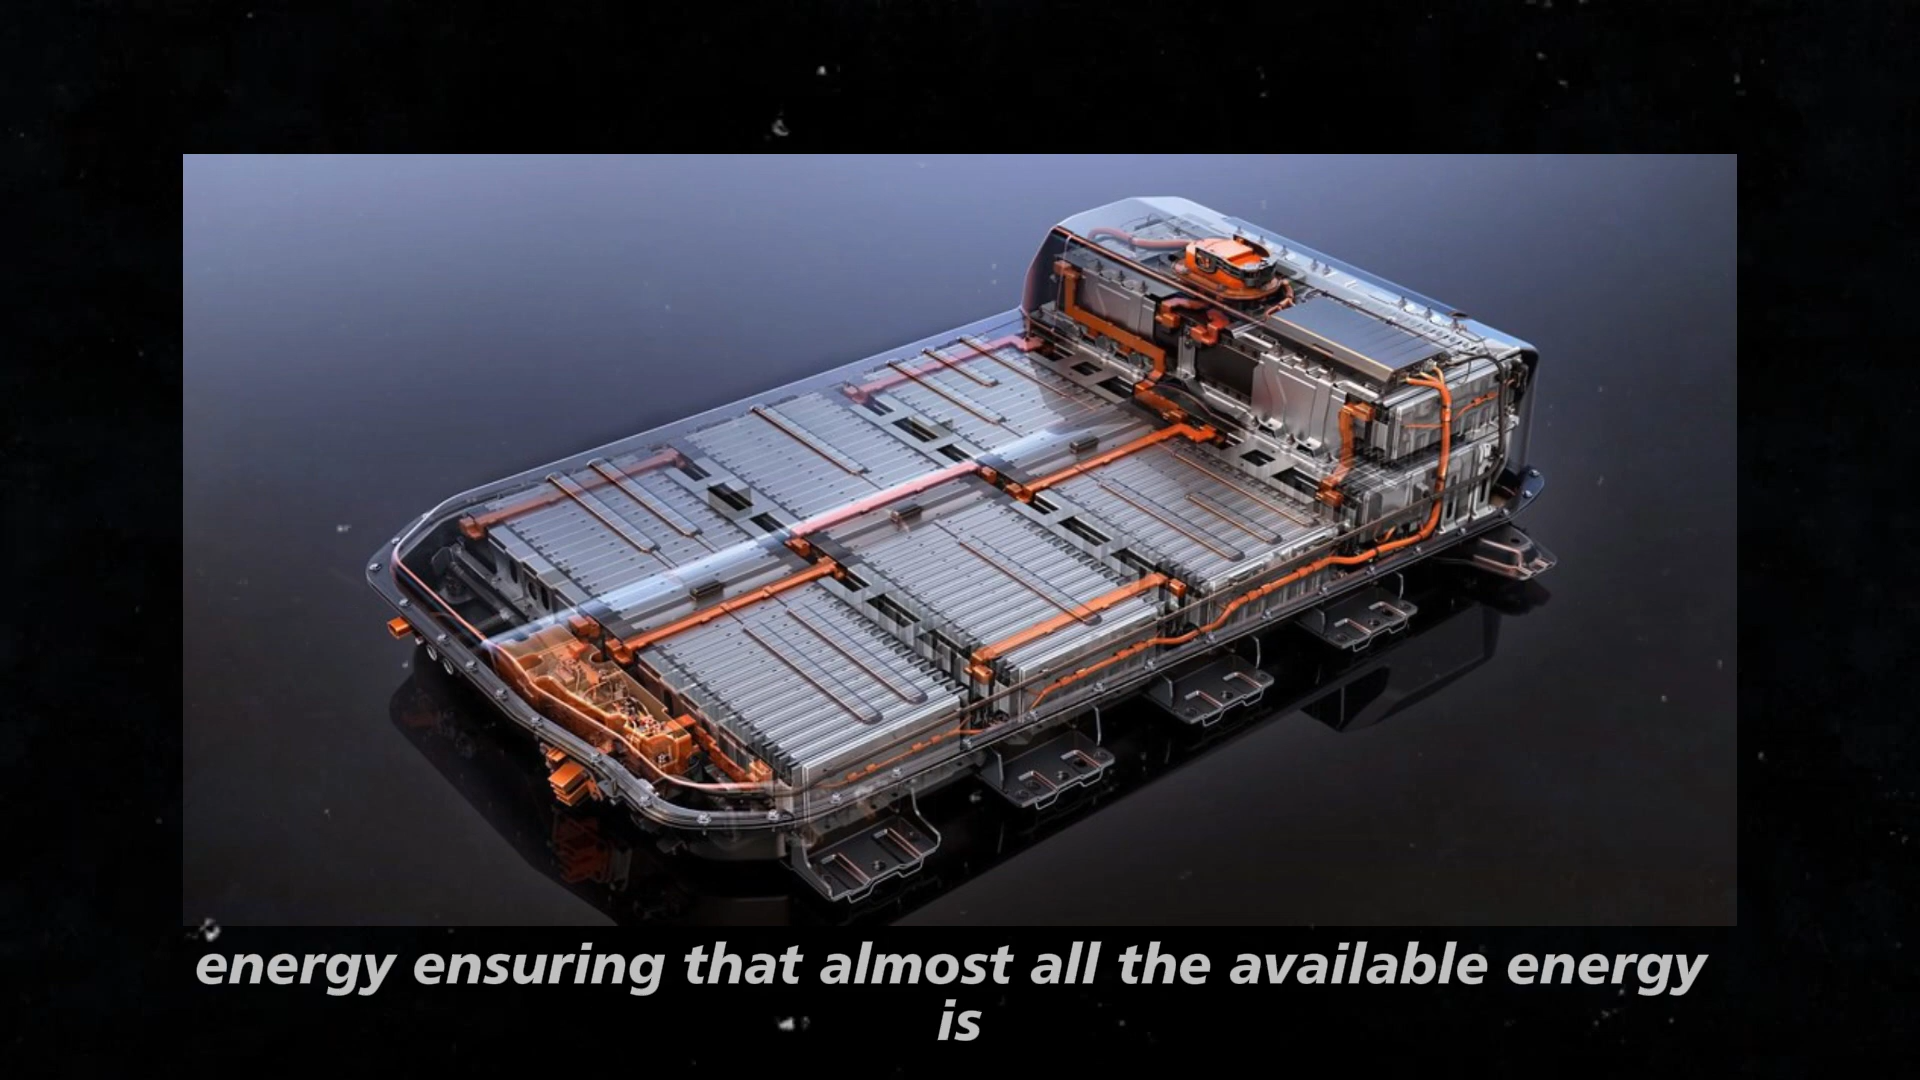 energy ensuring that almost all the available energy
is